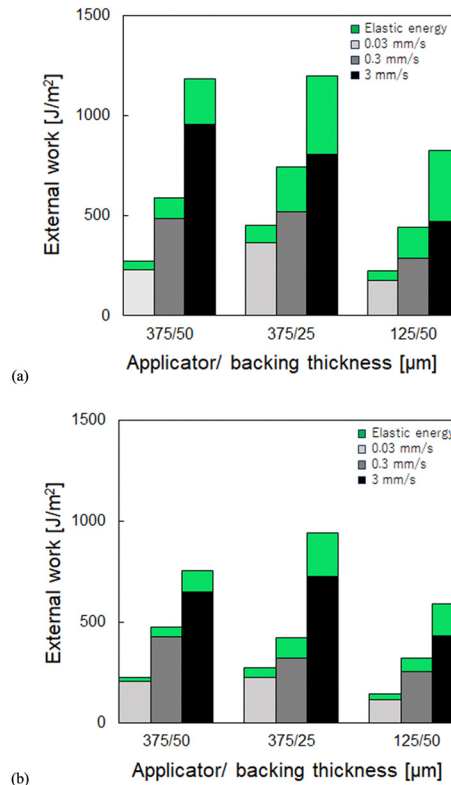 1500
Elastic energy
0.03 mm/s
0.3 mm/s
3 mm/s
1000
500
0
External work [J/m²]
375/50 375/25 125/50
Applicator/ backing thickness [µm]
(a)
1500
Elastic energy
0.03 mm/s
0.3 mm/s
3 mm/s
1000
500
0
External work [J/m²]
375/50 375/25 125/50
Applicator/ backing thickness [µm]
(b)